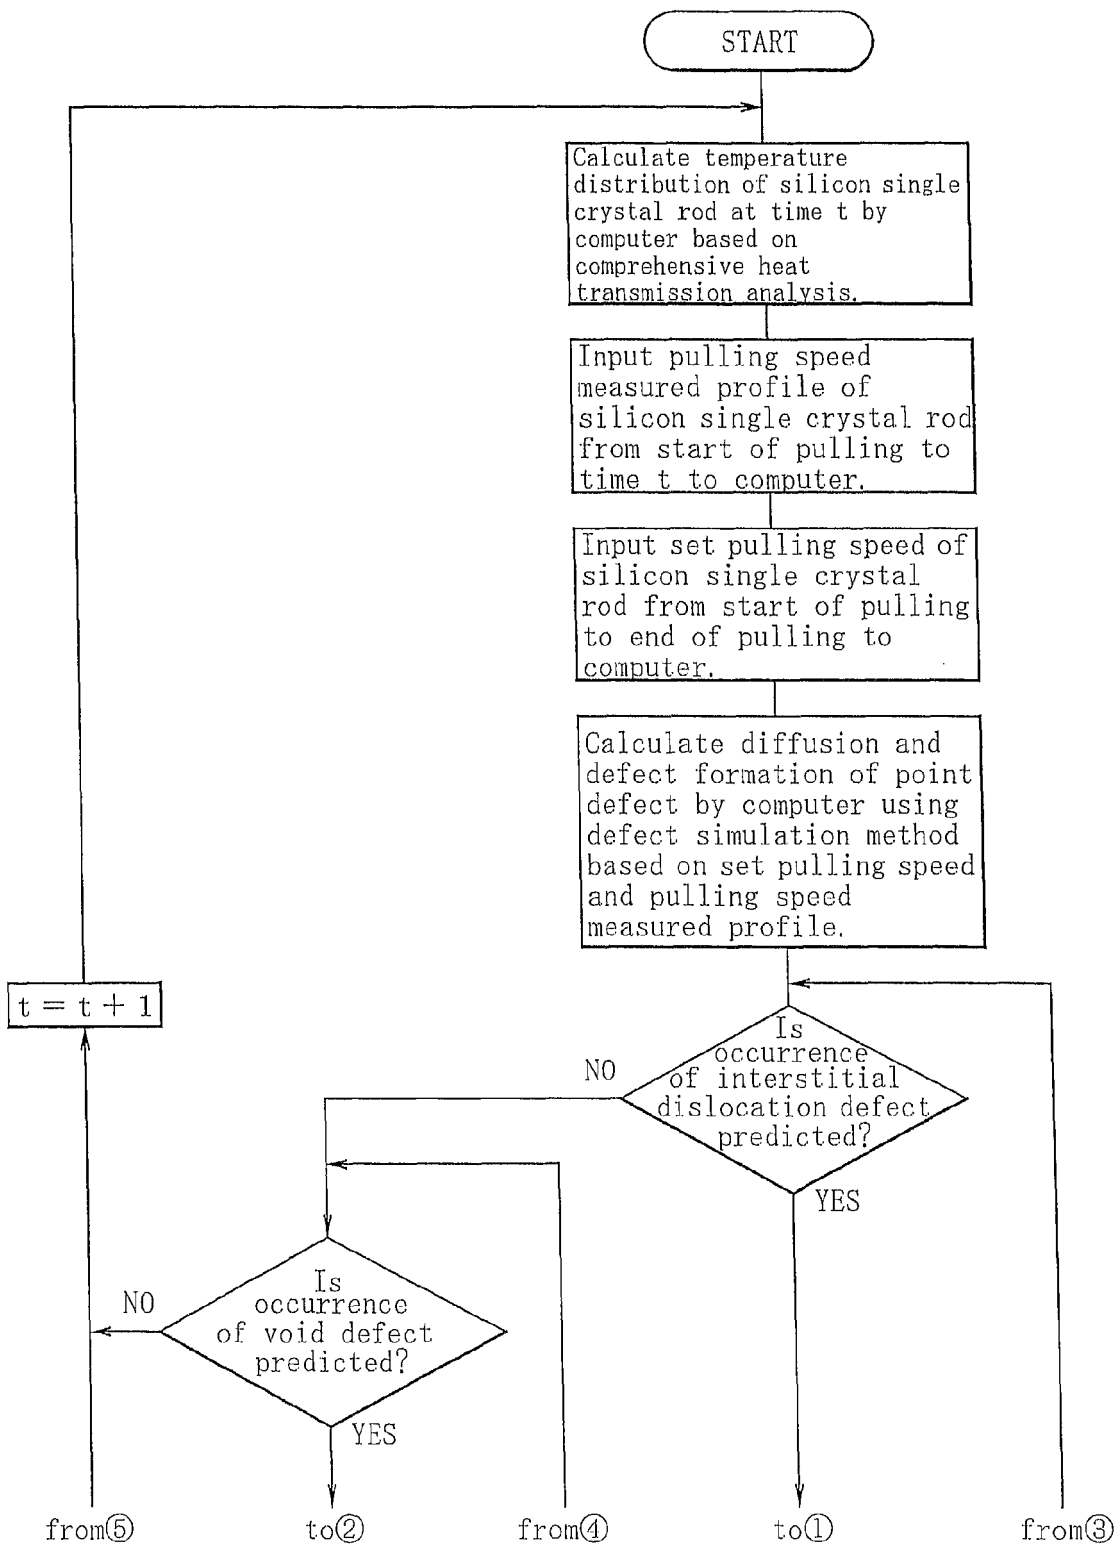 START
Calculate temperature
distribution of silicon single
crystal rod at time t by
computer based on
comprehensive heat
transmission analysis.
Input pulling speed
measured profile of
silicon single crystal rod
from start of pulling to
time t to computer.
Input set pulling speed of
silicon single crystal
rod from start of pulling
to end of pulling to
computer.
Calculate diffusion and
defect formation of point
defect by computer using
defect simulation method
based on set pulling speed
and pulling speed
measured profile.
t = t + 1
Is
occurrence
of interstitial
dislocation defect
predicted?
NO
YES
Is
occurrence
of void defect
predicted?
NO
YES
from⑤
to②
from④
to①
from③